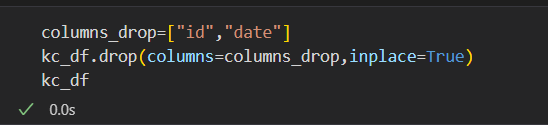 columns_drop=["id","date"]
kc_df.drop(columns=columns_drop,inplace=True)
kc_df
0.0s